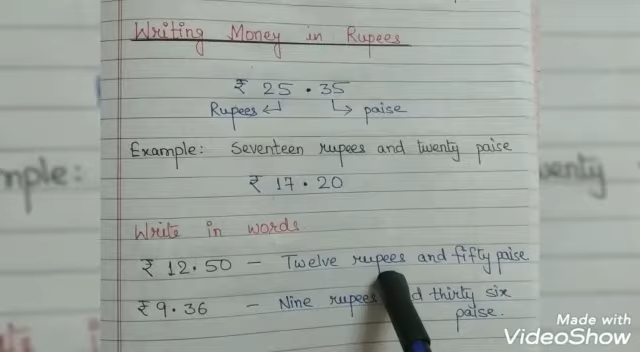 Writing Money in Rupees
₹ 25.35
Rupees ↵ ↳ paise
Example: Seventeen rupees and twenty paise
₹ 17.20
Write in words
₹ 12.50 — Twelve rupees and fifty paise
₹ 9.36 — Nine rupees thirty six
paise.
Made with
VideoShow